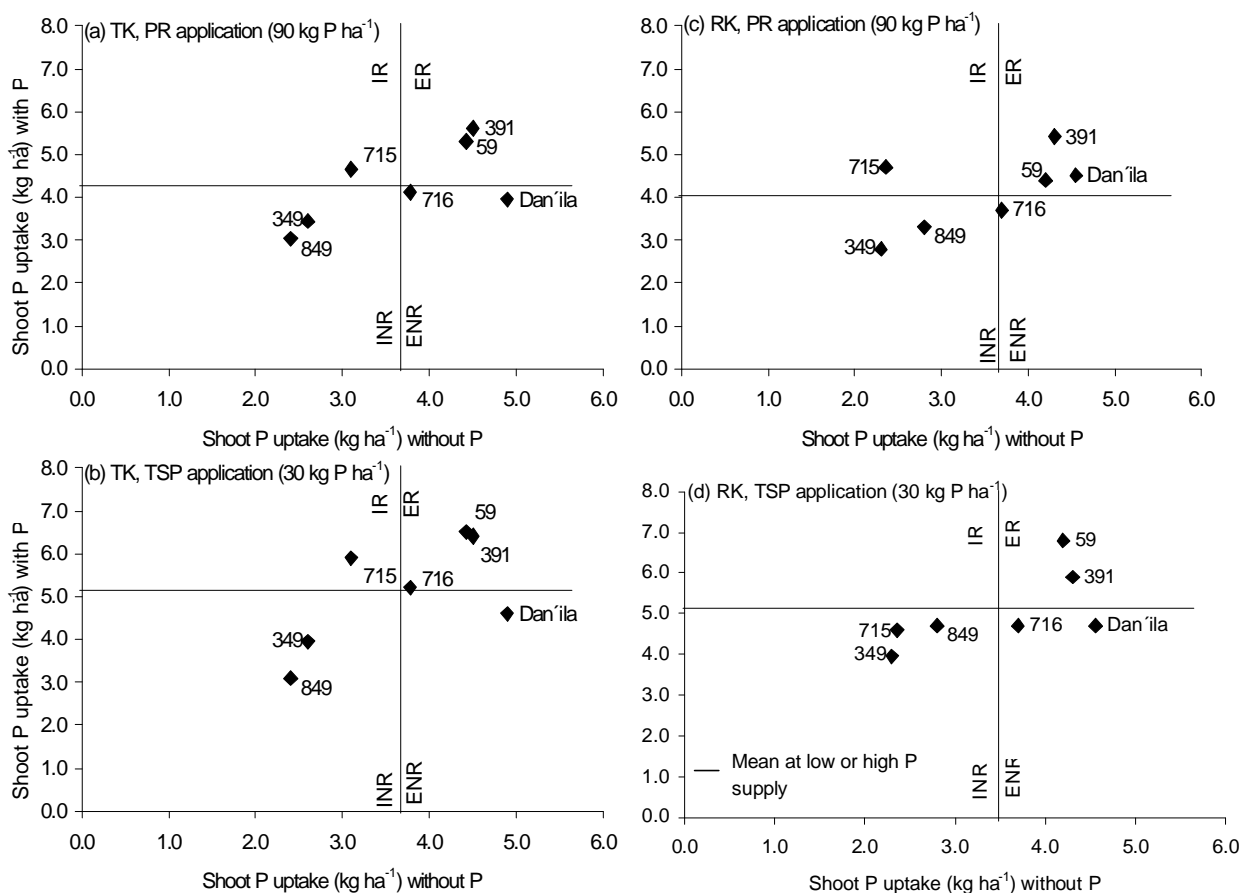 (a) TK, PR application (90 kg P ha⁻¹)
8.0
7.0
6.0
5.0
4.0
3.0
2.0
1.0
0.0
Shoot P uptake (kg ha⁻¹) with P
IR
ER
INR
ENR
391
59
715
716
Dan´ila
349
849
0.0 1.0 2.0 3.0 4.0 5.0 6.0
Shoot P uptake (kg ha⁻¹) without P
(c) RK, PR application (90 kg P ha⁻¹)
8.0
7.0
6.0
5.0
4.0
3.0
2.0
1.0
0.0
IR
ER
INR
ENR
391
715
59
Dan´ila
716
849
349
0.0 1.0 2.0 3.0 4.0 5.0 6.0
Shoot P uptake (kg ha⁻¹) without P
(b) TK, TSP application (30 kg P ha⁻¹)
8.0
7.0
6.0
5.0
4.0
3.0
2.0
1.0
0.0
Shoot P uptake (kg ha⁻¹) with P
IR
ER
INR
ENR
59
391
715
716
Dan´ila
349
849
0.0 1.0 2.0 3.0 4.0 5.0 6.0
Shoot P uptake (kg ha⁻¹) without P
(d) RK, TSP application (30 kg P ha⁻¹)
8.0
7.0
6.0
5.0
4.0
3.0
2.0
1.0
0.0
IR
ER
INR
ENR
59
391
715
849
716
Dan´ila
349
Mean at low or high P
supply
0.0 1.0 2.0 3.0 4.0 5.0 6.0
Shoot P uptake (kg ha⁻¹) without P